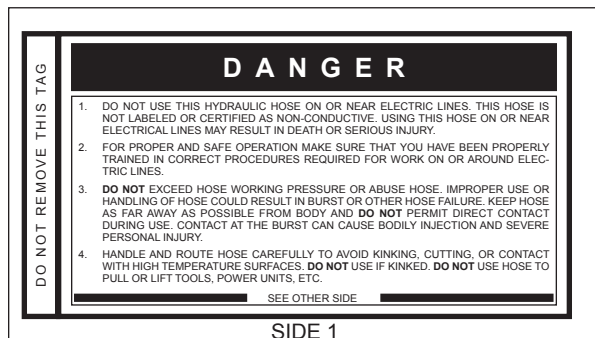 DO NOT REMOVE THIS TAG
DANGER
1. DO NOT USE THIS HYDRAULIC HOSE ON OR NEAR ELECTRIC LINES. THIS HOSE IS
NOT LABELED OR CERTIFIED AS NON-CONDUCTIVE. USING THIS HOSE ON OR NEAR
ELECTRICAL LINES MAY RESULT IN DEATH OR SERIOUS INJURY.
2. FOR PROPER AND SAFE OPERATION MAKE SURE THAT YOU HAVE BEEN PROPERLY
TRAINED IN CORRECT PROCEDURES REQUIRED FOR WORK ON OR AROUND ELEC-
TRIC LINES.
3. DO NOT EXCEED HOSE WORKING PRESSURE OR ABUSE HOSE. IMPROPER USE OR
HANDLING OF HOSE COULD RESULT IN BURST OR OTHER HOSE FAILURE. KEEP HOSE
AS FAR AWAY AS POSSIBLE FROM BODY AND DO NOT PERMIT DIRECT CONTACT
DURING USE. CONTACT AT THE BURST CAN CAUSE BODILY INJECTION AND SEVERE
PERSONAL INJURY.
4. HANDLE AND ROUTE HOSE CAREFULLY TO AVOID KINKING, CUTTING, OR CONTACT
WITH HIGH TEMPERATURE SURFACES. DO NOT USE IF KINKED. DO NOT USE HOSE TO
PULL OR LIFT TOOLS, POWER UNITS, ETC.
SEE OTHER SIDE
SIDE 1